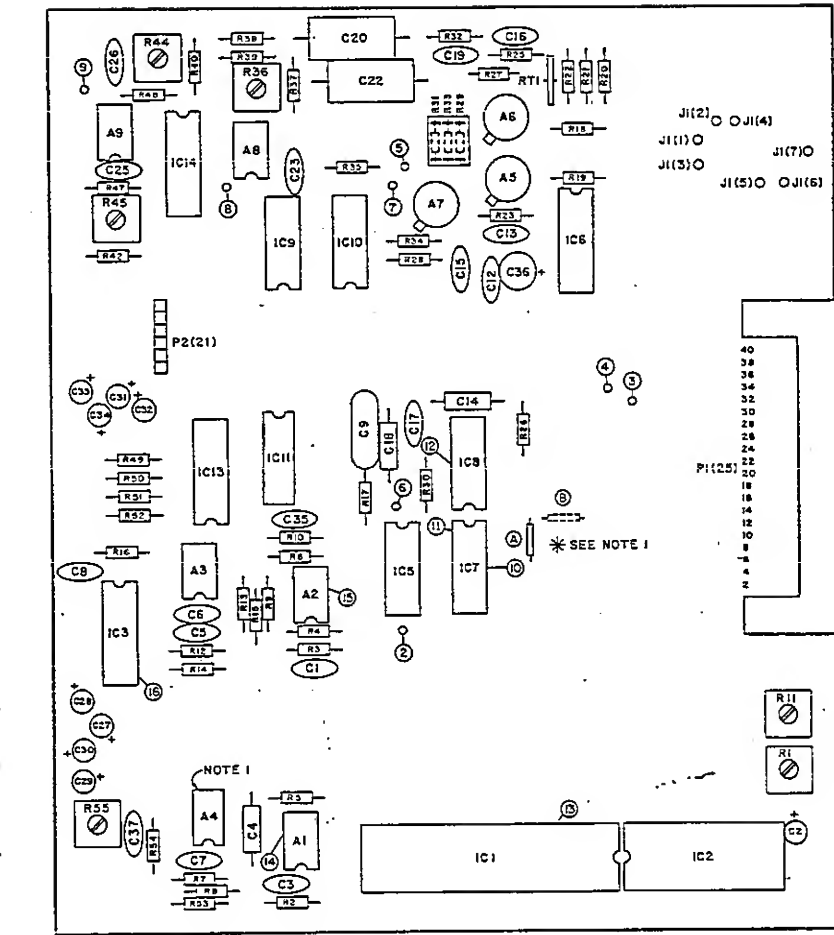 R44
R38
C20
R32
C16
C26
R40
R39
C19
R25
9
R36
R37
C22
R27
RT1
R22
R21
R20
R48
R31
R33
R29
A6
A9
IC14
A8
R18
J1(2)
J1(4)
J1(1)
J1(7)
J1(3)
J1(5)
J1(6)
C25
C23
R35
5
R47
8
7
A7
A5
R19
R45
R23
IC9
IC10
R34
C13
IC6
R42
R28
C15
C12
C36
+
P2(21)
C33
C31
C34
C32
4
3
40
38
36
34
32
30
28
26
24
22
20
18
16
14
12
10
8
6
4
2
P1(25)
C14
C9
C18
C17
R26
12
IC8
IC13
IC11
R49
R50
R51
R52
R17
R30
6
C35
R10
R6
11
B
A
* SEE NOTE 1
R16
C8
A3
A2
15
IC5
IC7
10
IC3
C6
C5
R13
R15
R9
R4
R12
R3
R14
C1
2
16
C28
C27
C30
C29
R11
R1
NOTE 1
R55
C37
R54
A4
C4
R5
A1
14
13
IC1
IC2
+
C2
C7
R7
R8
R53
C3
R2